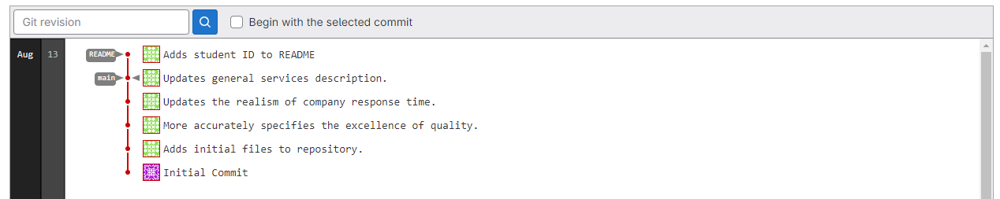 Git revision
Begin with the selected commit
Aug 13 README Adds student ID to README
main Updates general services description.
Updates the realism of company response time.
More accurately specifies the excellence of quality.
Adds initial files to repository.
Initial Commit